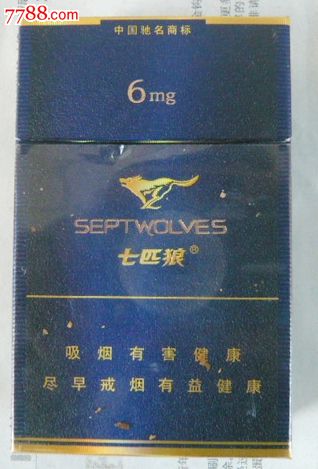 7788.com
中国驰名商标
6mg
SEPTWOLVES
七匹狼®
吸烟有害健康
尽早戒烟有益健康